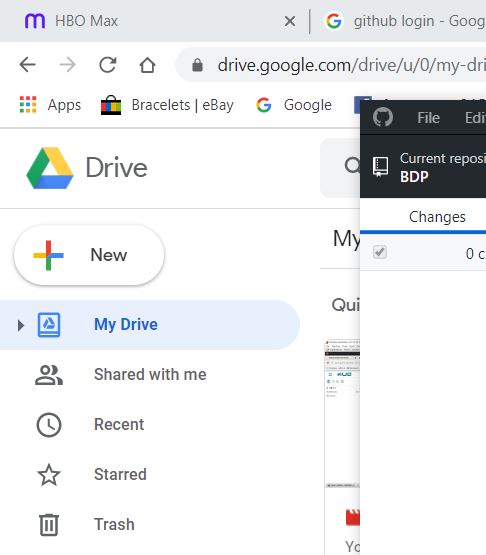 HBO Max
github login - Goog
drive.google.com/drive/u/0/my-dri
Apps
Bracelets | eBay
Google
File
Edi
Current reposi
BDP
Drive
Changes
0 c
New
My
My Drive
Qui
Shared with me
Recent
Starred
Trash
Yo